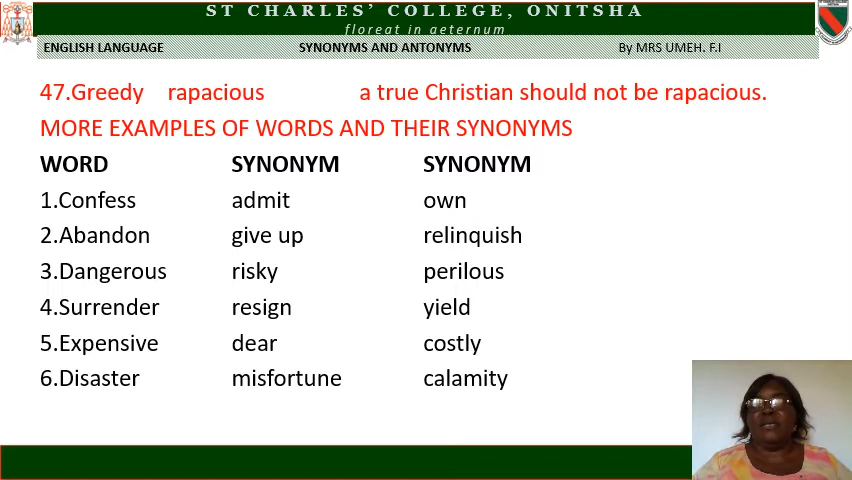 ST CHARLES' COLLEGE, ONITSHA
floreat in aeternum
ENGLISH LANGUAGE SYNONYMS AND ANTONYMS By MRS UMEH. F.I
47.Greedy rapacious a true Christian should not be rapacious.
MORE EXAMPLES OF WORDS AND THEIR SYNONYMS
WORD SYNONYM SYNONYM
1.Confess admit own
2.Abandon give up relinquish
3.Dangerous risky perilous
4.Surrender resign yield
5.Expensive dear costly
6.Disaster misfortune calamity